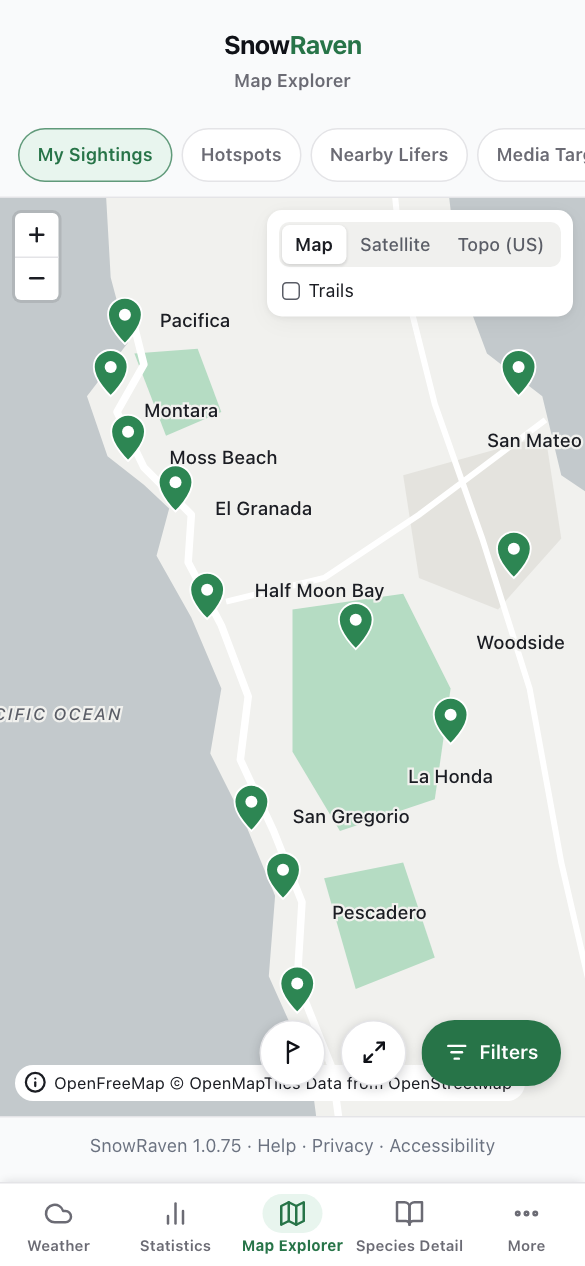 SnowRaven
Map Explorer
My Sightings
Hotspots
Nearby Lifers
Media
+
−
Map
Satellite
Topo (US)
Trails
Pacifica
Montara
Moss Beach
San Mateo
El Granada
Half Moon Bay
Woodside
CIFIC OCEAN
La Honda
San Gregorio
Pescadero
Filters
OpenFreeMap © OpenMapTiles Data from OpenStreetMap
SnowRaven 1.0.75 · Help · Privacy · Accessibility
Weather
Statistics
Map Explorer
Species Detail
More